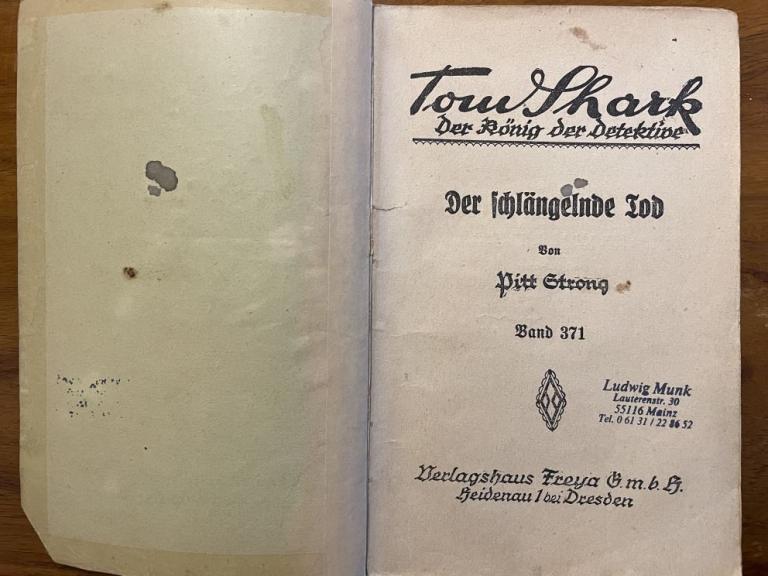 Tom Shark
Der König der Detektive
Der schlängelnde Tod
Von
Pitt Strong
Band 371
Ludwig Munk
Lauterenstr. 30
55116 Mainz
Tel. 0 61 31 / 22 86 52
Verlagshaus Freya G.m.b.H.
Heidenau 1 bei Dresden